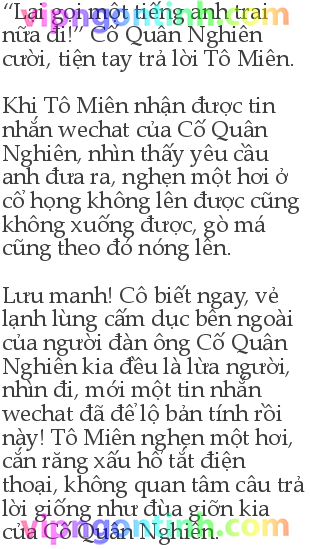 “Lại gọi một tiếng anh trai
nữa đi!” Cố Quân Nghiên
cười, tiện tay trả lời Tô Miên.
Khi Tô Miên nhận được tin
nhắn wechat của Cố Quân
Nghiên, nhìn thấy yêu cầu
anh đưa ra, nghẹn một hơi ở
cổ họng không lên được cũng
không xuống được, gò má
cũng theo đó nóng lên.
Lưu manh! Cô biết ngay, vẻ
lạnh lùng cấm dục bên ngoài
của người đàn ông Cố Quân
Nghiên kia đều là lừa người,
nhìn đi, mới một tin nhắn
wechat đã để lộ bản tính rồi
này! Tô Miên nghẹn một hơi,
cắn răng xấu hổ tắt điện
thoại, không quan tâm câu trả
lời giống như đùa giỡn kia
của Cố Quân Nghiên.
vipngontinh.com
vipngontinh.com